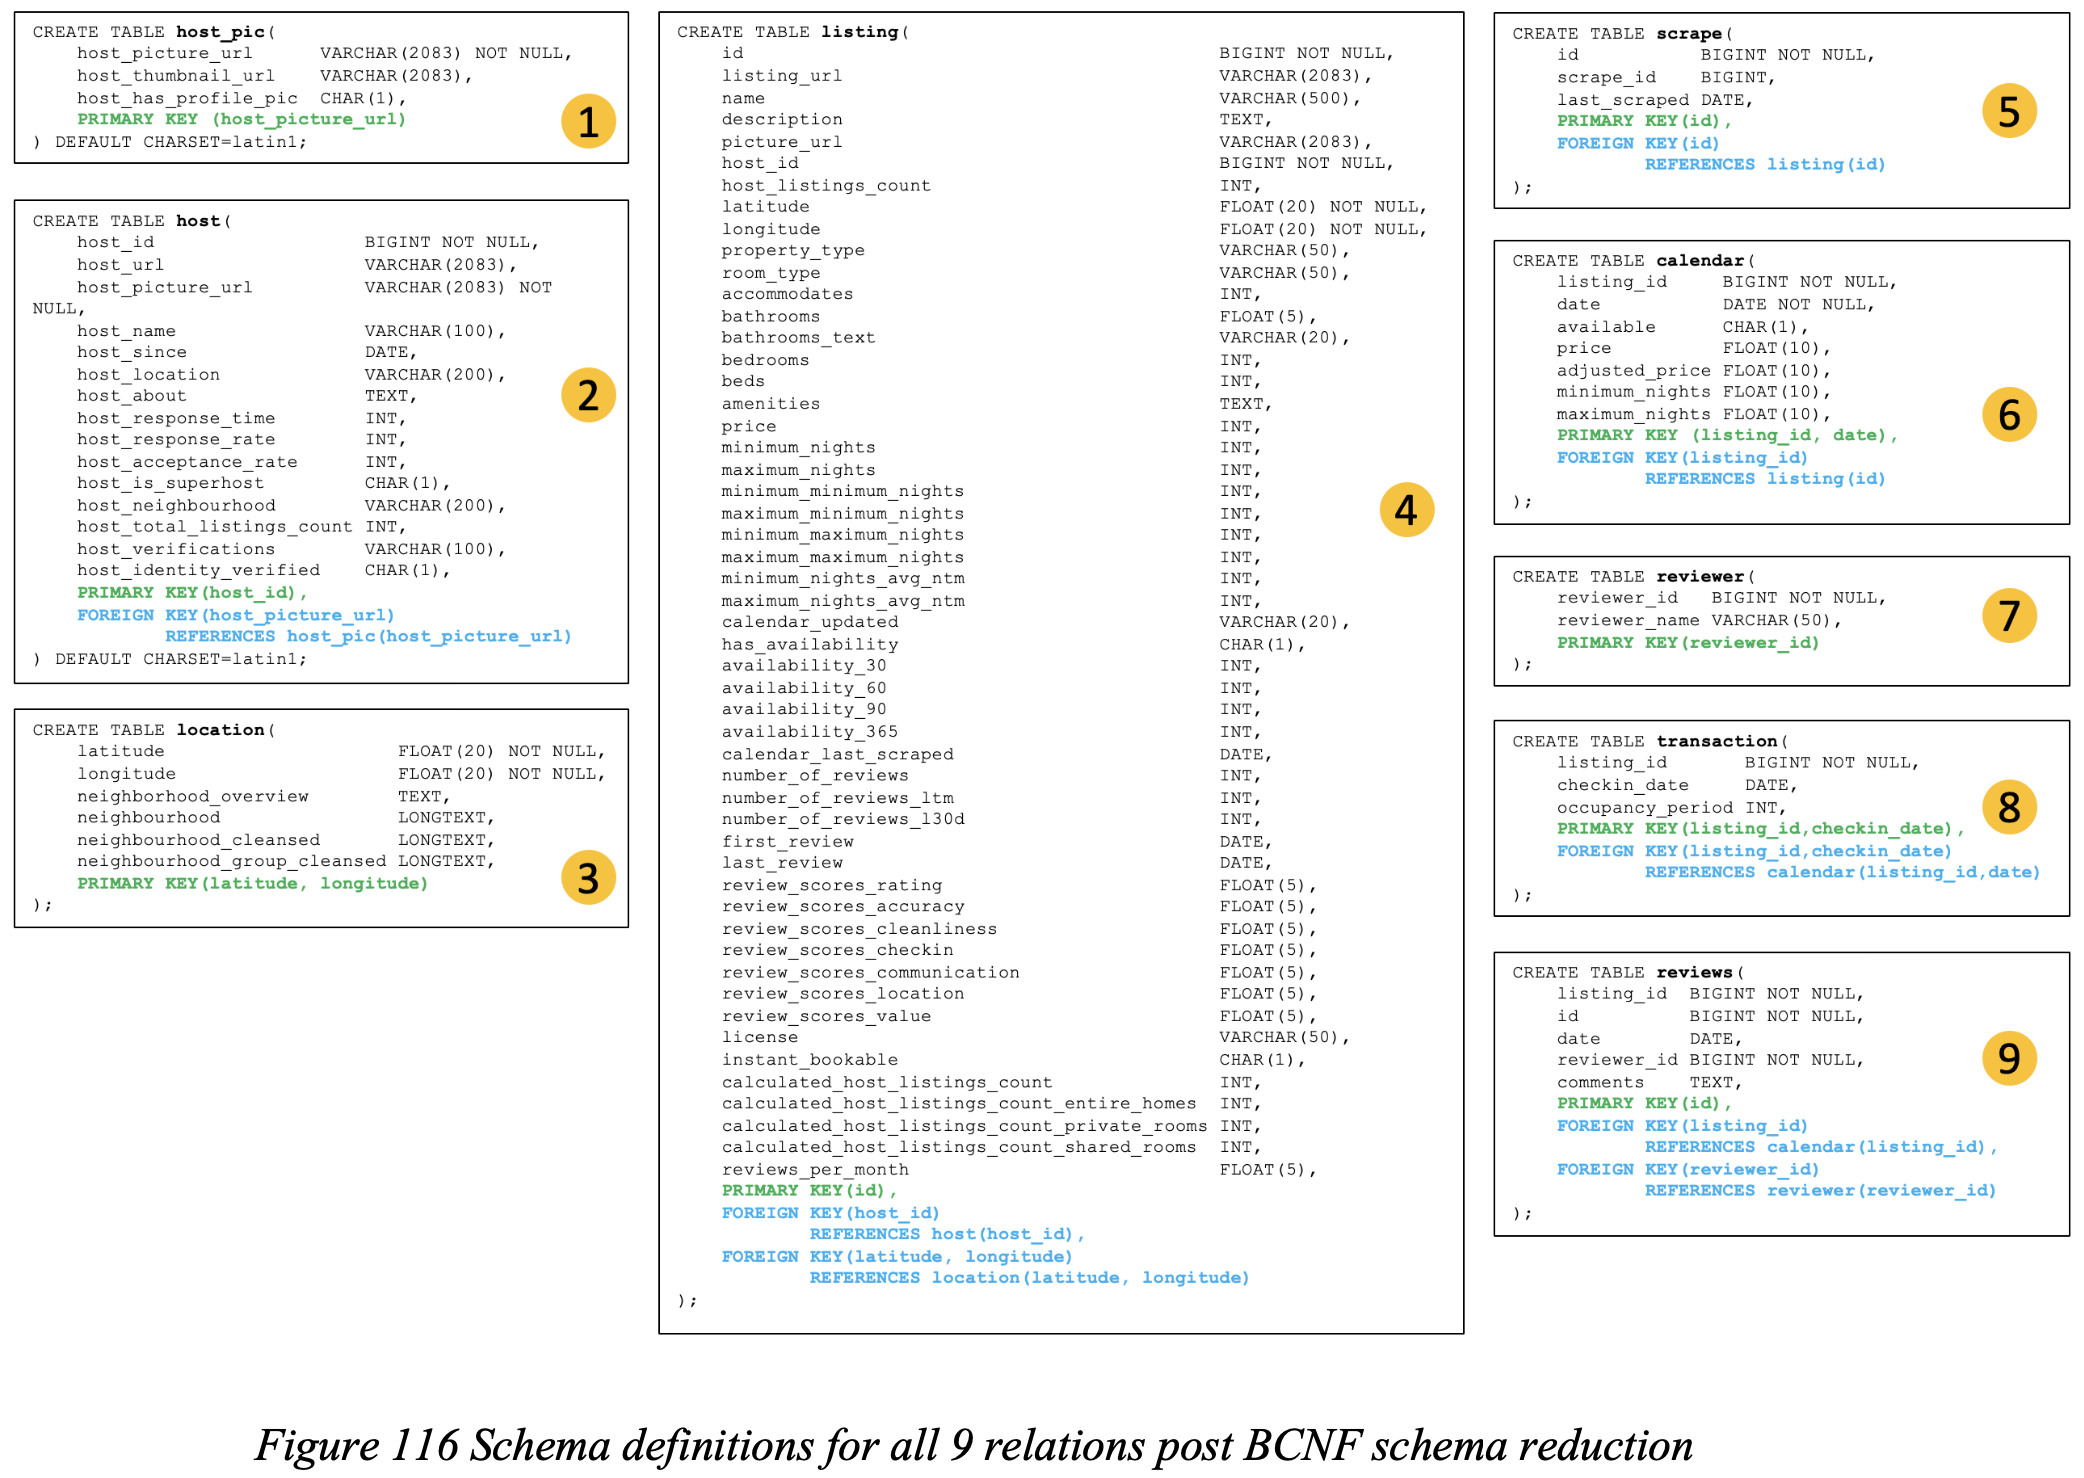 CREATE TABLE host_pic(
host_picture_url VARCHAR(2083) NOT NULL,
host_thumbnail_url VARCHAR(2083),
host_has_profile_pic CHAR(1),
PRIMARY KEY (host_picture_url)
) DEFAULT CHARSET=latin1;
1
CREATE TABLE host(
host_id BIGINT NOT NULL,
host_url VARCHAR(2083),
host_picture_url VARCHAR(2083) NOT
NULL,
host_name VARCHAR(100),
host_since DATE,
host_location VARCHAR(200),
host_about TEXT,
host_response_time INT,
host_response_rate INT,
host_acceptance_rate INT,
host_is_superhost CHAR(1),
host_neighbourhood VARCHAR(200),
host_total_listings_count INT,
host_verifications VARCHAR(100),
host_identity_verified CHAR(1),
PRIMARY KEY(host_id),
FOREIGN KEY(host_picture_url)
REFERENCES host_pic(host_picture_url)
) DEFAULT CHARSET=latin1;
2
CREATE TABLE location(
latitude FLOAT(20) NOT NULL,
longitude FLOAT(20) NOT NULL,
neighborhood_overview TEXT,
neighbourhood LONGTEXT,
neighbourhood_cleansed LONGTEXT,
neighbourhood_group_cleansed LONGTEXT,
PRIMARY KEY(latitude, longitude)
);
3
CREATE TABLE listing(
id BIGINT NOT NULL,
listing_url VARCHAR(2083),
name VARCHAR(500),
description TEXT,
picture_url VARCHAR(2083),
host_id BIGINT NOT NULL,
host_listings_count INT,
latitude FLOAT(20) NOT NULL,
longitude FLOAT(20) NOT NULL,
property_type VARCHAR(50),
room_type VARCHAR(50),
accommodates INT,
bathrooms FLOAT(5),
bathrooms_text VARCHAR(20),
bedrooms INT,
beds INT,
amenities TEXT,
price INT,
minimum_nights INT,
maximum_nights INT,
minimum_minimum_nights INT,
maximum_minimum_nights INT,
minimum_maximum_nights INT,
maximum_maximum_nights INT,
minimum_nights_avg_ntm INT,
maximum_nights_avg_ntm INT,
calendar_updated VARCHAR(20),
has_availability CHAR(1),
availability_30 INT,
availability_60 INT,
availability_90 INT,
availability_365 INT,
calendar_last_scraped DATE,
number_of_reviews INT,
number_of_reviews_ltm INT,
number_of_reviews_l30d INT,
first_review DATE,
last_review DATE,
review_scores_rating FLOAT(5),
review_scores_accuracy FLOAT(5),
review_scores_cleanliness FLOAT(5),
review_scores_checkin FLOAT(5),
review_scores_communication FLOAT(5),
review_scores_location FLOAT(5),
review_scores_value FLOAT(5),
license VARCHAR(50),
instant_bookable CHAR(1),
calculated_host_listings_count INT,
calculated_host_listings_count_entire_homes INT,
calculated_host_listings_count_private_rooms INT,
calculated_host_listings_count_shared_rooms INT,
reviews_per_month FLOAT(5),
PRIMARY KEY(id),
FOREIGN KEY(host_id)
REFERENCES host(host_id),
FOREIGN KEY(latitude, longitude)
REFERENCES location(latitude, longitude)
);
4
CREATE TABLE scrape(
id BIGINT NOT NULL,
scrape_id BIGINT,
last_scraped DATE,
PRIMARY KEY(id),
FOREIGN KEY(id)
REFERENCES listing(id)
);
5
CREATE TABLE calendar(
listing_id BIGINT NOT NULL,
date DATE NOT NULL,
available CHAR(1),
price FLOAT(10),
adjusted_price FLOAT(10),
minimum_nights FLOAT(10),
maximum_nights FLOAT(10),
PRIMARY KEY (listing_id, date),
FOREIGN KEY(listing_id)
REFERENCES listing(id)
);
6
CREATE TABLE reviewer(
reviewer_id BIGINT NOT NULL,
reviewer_name VARCHAR(50),
PRIMARY KEY(reviewer_id)
);
7
CREATE TABLE transaction(
listing_id BIGINT NOT NULL,
checkin_date DATE,
occupancy_period INT,
PRIMARY KEY(listing_id,checkin_date),
FOREIGN KEY(listing_id,checkin_date)
REFERENCES calendar(listing_id,date)
);
8
CREATE TABLE reviews(
listing_id BIGINT NOT NULL,
id BIGINT NOT NULL,
date DATE,
reviewer_id BIGINT NOT NULL,
comments TEXT,
PRIMARY KEY(id),
FOREIGN KEY(listing_id)
REFERENCES calendar(listing_id),
FOREIGN KEY(reviewer_id)
REFERENCES reviewer(reviewer_id)
);
9
Figure 116 Schema definitions for all 9 relations post BCNF schema reduction